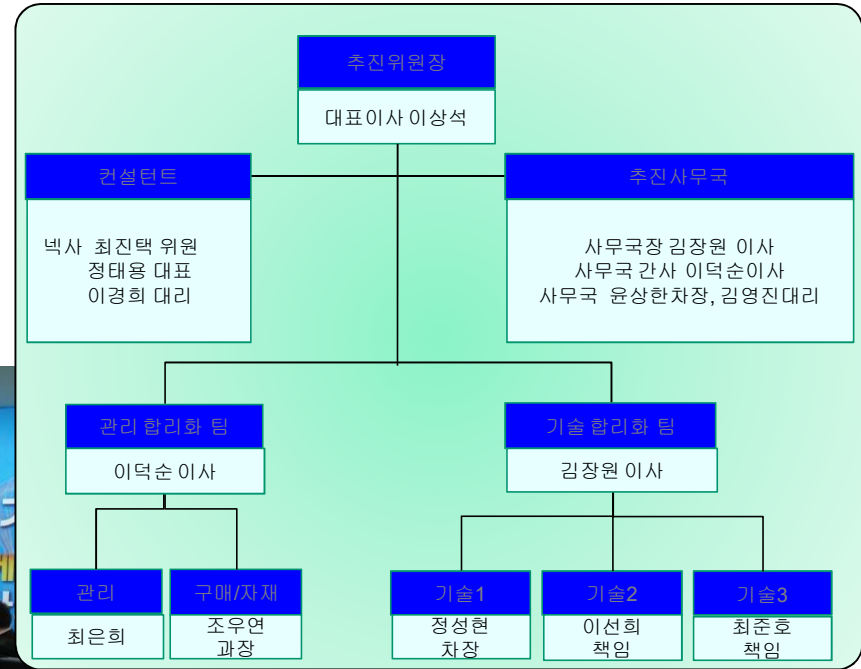 추진위원장
대표이사 이상석
컨설턴트
넥사 최진택 위원
정태용 대표
이경희 대리
추진사무국
사무국장 김장원 이사
사무국 간사 이덕순이사
사무국 윤상한차장, 김영진대리
관리 합리화 팀
이덕순 이사
기술 합리화 팀
김장원 이사
관리
최은희
구매/자재
조우연
과장
기술1
정성현
차장
기술2
이선희
책임
기술3
최준호
책임